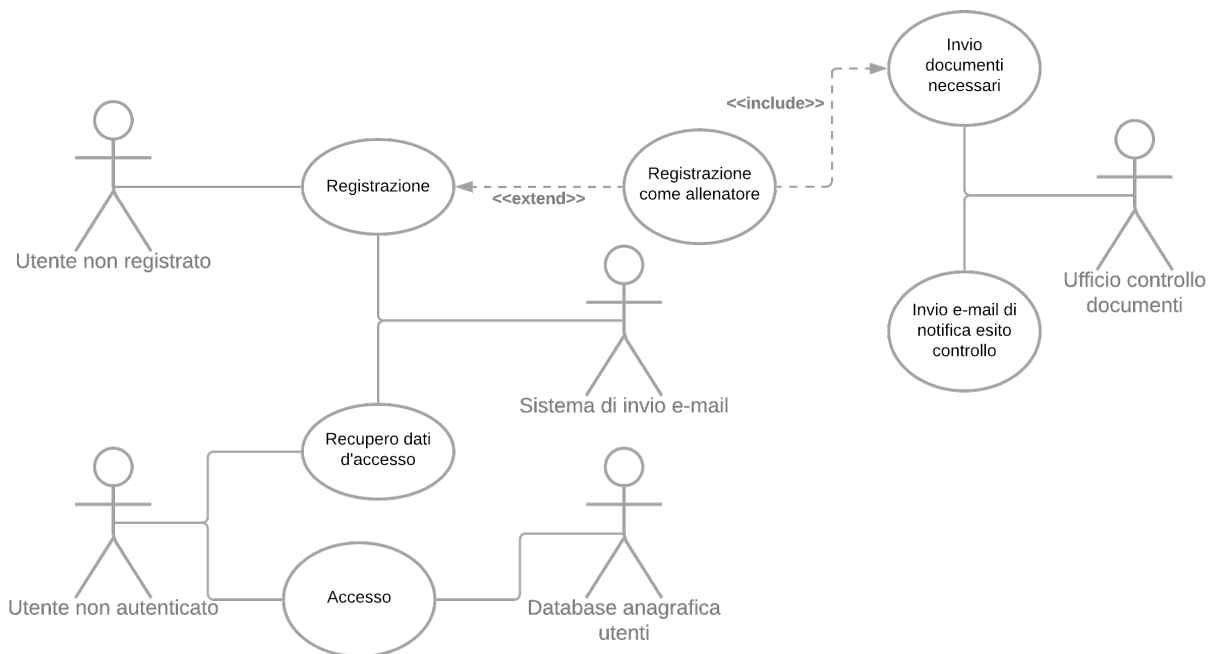 Invio
documenti
necessari
<<include>>
Registrazione
Registrazione
come allenatore
<<extend>>
Utente non registrato
Ufficio controllo
documenti
Invio e-mail di
notifica esito
controllo
Sistema di invio e-mail
Recupero dati
d'accesso
Accesso
Utente non autenticato
Database anagrafica
utenti